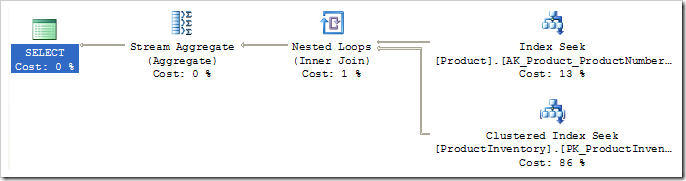 SELECT
Cost: 0 %
Stream Aggregate
(Aggregate)
Cost: 0 %
Nested Loops
(Inner Join)
Cost: 1 %
Index Seek
[Product].[AK_Product_ProductNumber...
Cost: 13 %
Clustered Index Seek
[ProductInventory].[PK_ProductInven...
Cost: 86 %